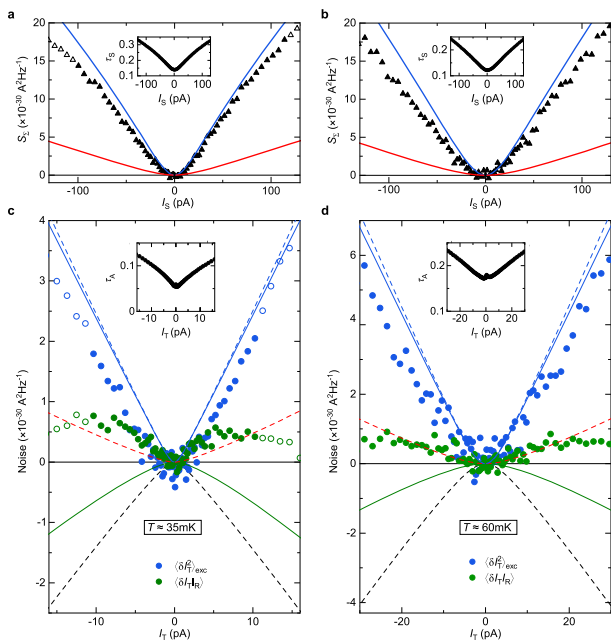 a
b
20
15
10
5
0
S_Σ (×10⁻³⁰ A²Hz⁻¹)
-100
0
100
I_S (pA)
0.3
0.2
0.1
τ_S
-100
0
100
I_S (pA)
20
15
10
5
0
S_Σ (×10⁻³⁰ A²Hz⁻¹)
-100
0
100
I_S (pA)
0.2
0.1
τ_S
-100
0
100
I_S (pA)
c
d
4
3
2
1
0
-1
-2
Noise (×10⁻³⁰ A²Hz⁻¹)
-10
0
10
I_T (pA)
0.1
0
τ_A
-10
0
10
I_T (pA)
T ≈ 35mK
⟨δI_T²⟩_exc
⟨δI_T I_R⟩
6
4
2
0
-2
-4
Noise (×10⁻³⁰ A²Hz⁻¹)
-20
0
20
-30
-20
-10
0
10
20
30
I_T (pA)
0.2
0.1
τ_A
T ≈ 60mK
⟨δI_T²⟩_exc
⟨δI_T I_R⟩